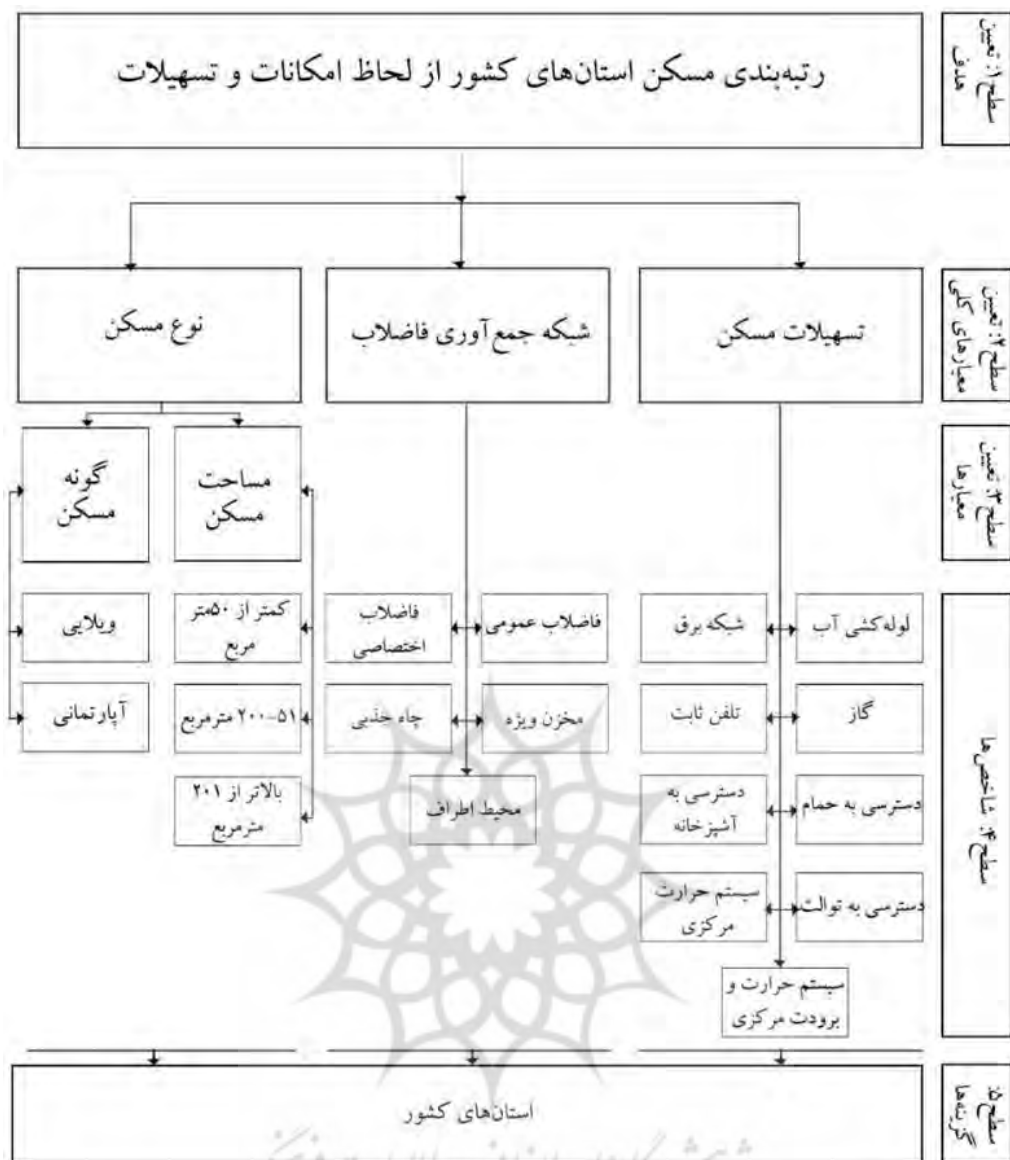 سطح ۱: تعیین
هدف
رتبه‌بندی مسکن استان‌های کشور از لحاظ امکانات و تسهیلات
سطح ۲: تعیین
معیارهای کلی
تسهیلات مسکن
شبکه جمع‌آوری فاضلاب
نوع مسکن
سطح ۳: تعیین
معیارها
مساحت
مسکن
گونه
مسکن
سطح ۴: شاخص‌ها
لوله‌کشی آب
شبکه برق
گاز
تلفن ثابت
دسترسی به حمام
دسترسی به
آشپزخانه
دسترسی به توالت
سیستم حرارت
مرکزی
سیستم حرارت و
برودت مرکزی
فاضلاب عمومی
فاضلاب
اختصاصی
مخزن ویژه
چاه جذبی
محیط اطراف
کمتر از ۵۰متر
مربع
۵۱-۲۰۰ مترمربع
بالاتر از ۲۰۱
مترمربع
ویلایی
آپارتمانی
سطح ۵:
گزینه‌ها
استان‌های کشور